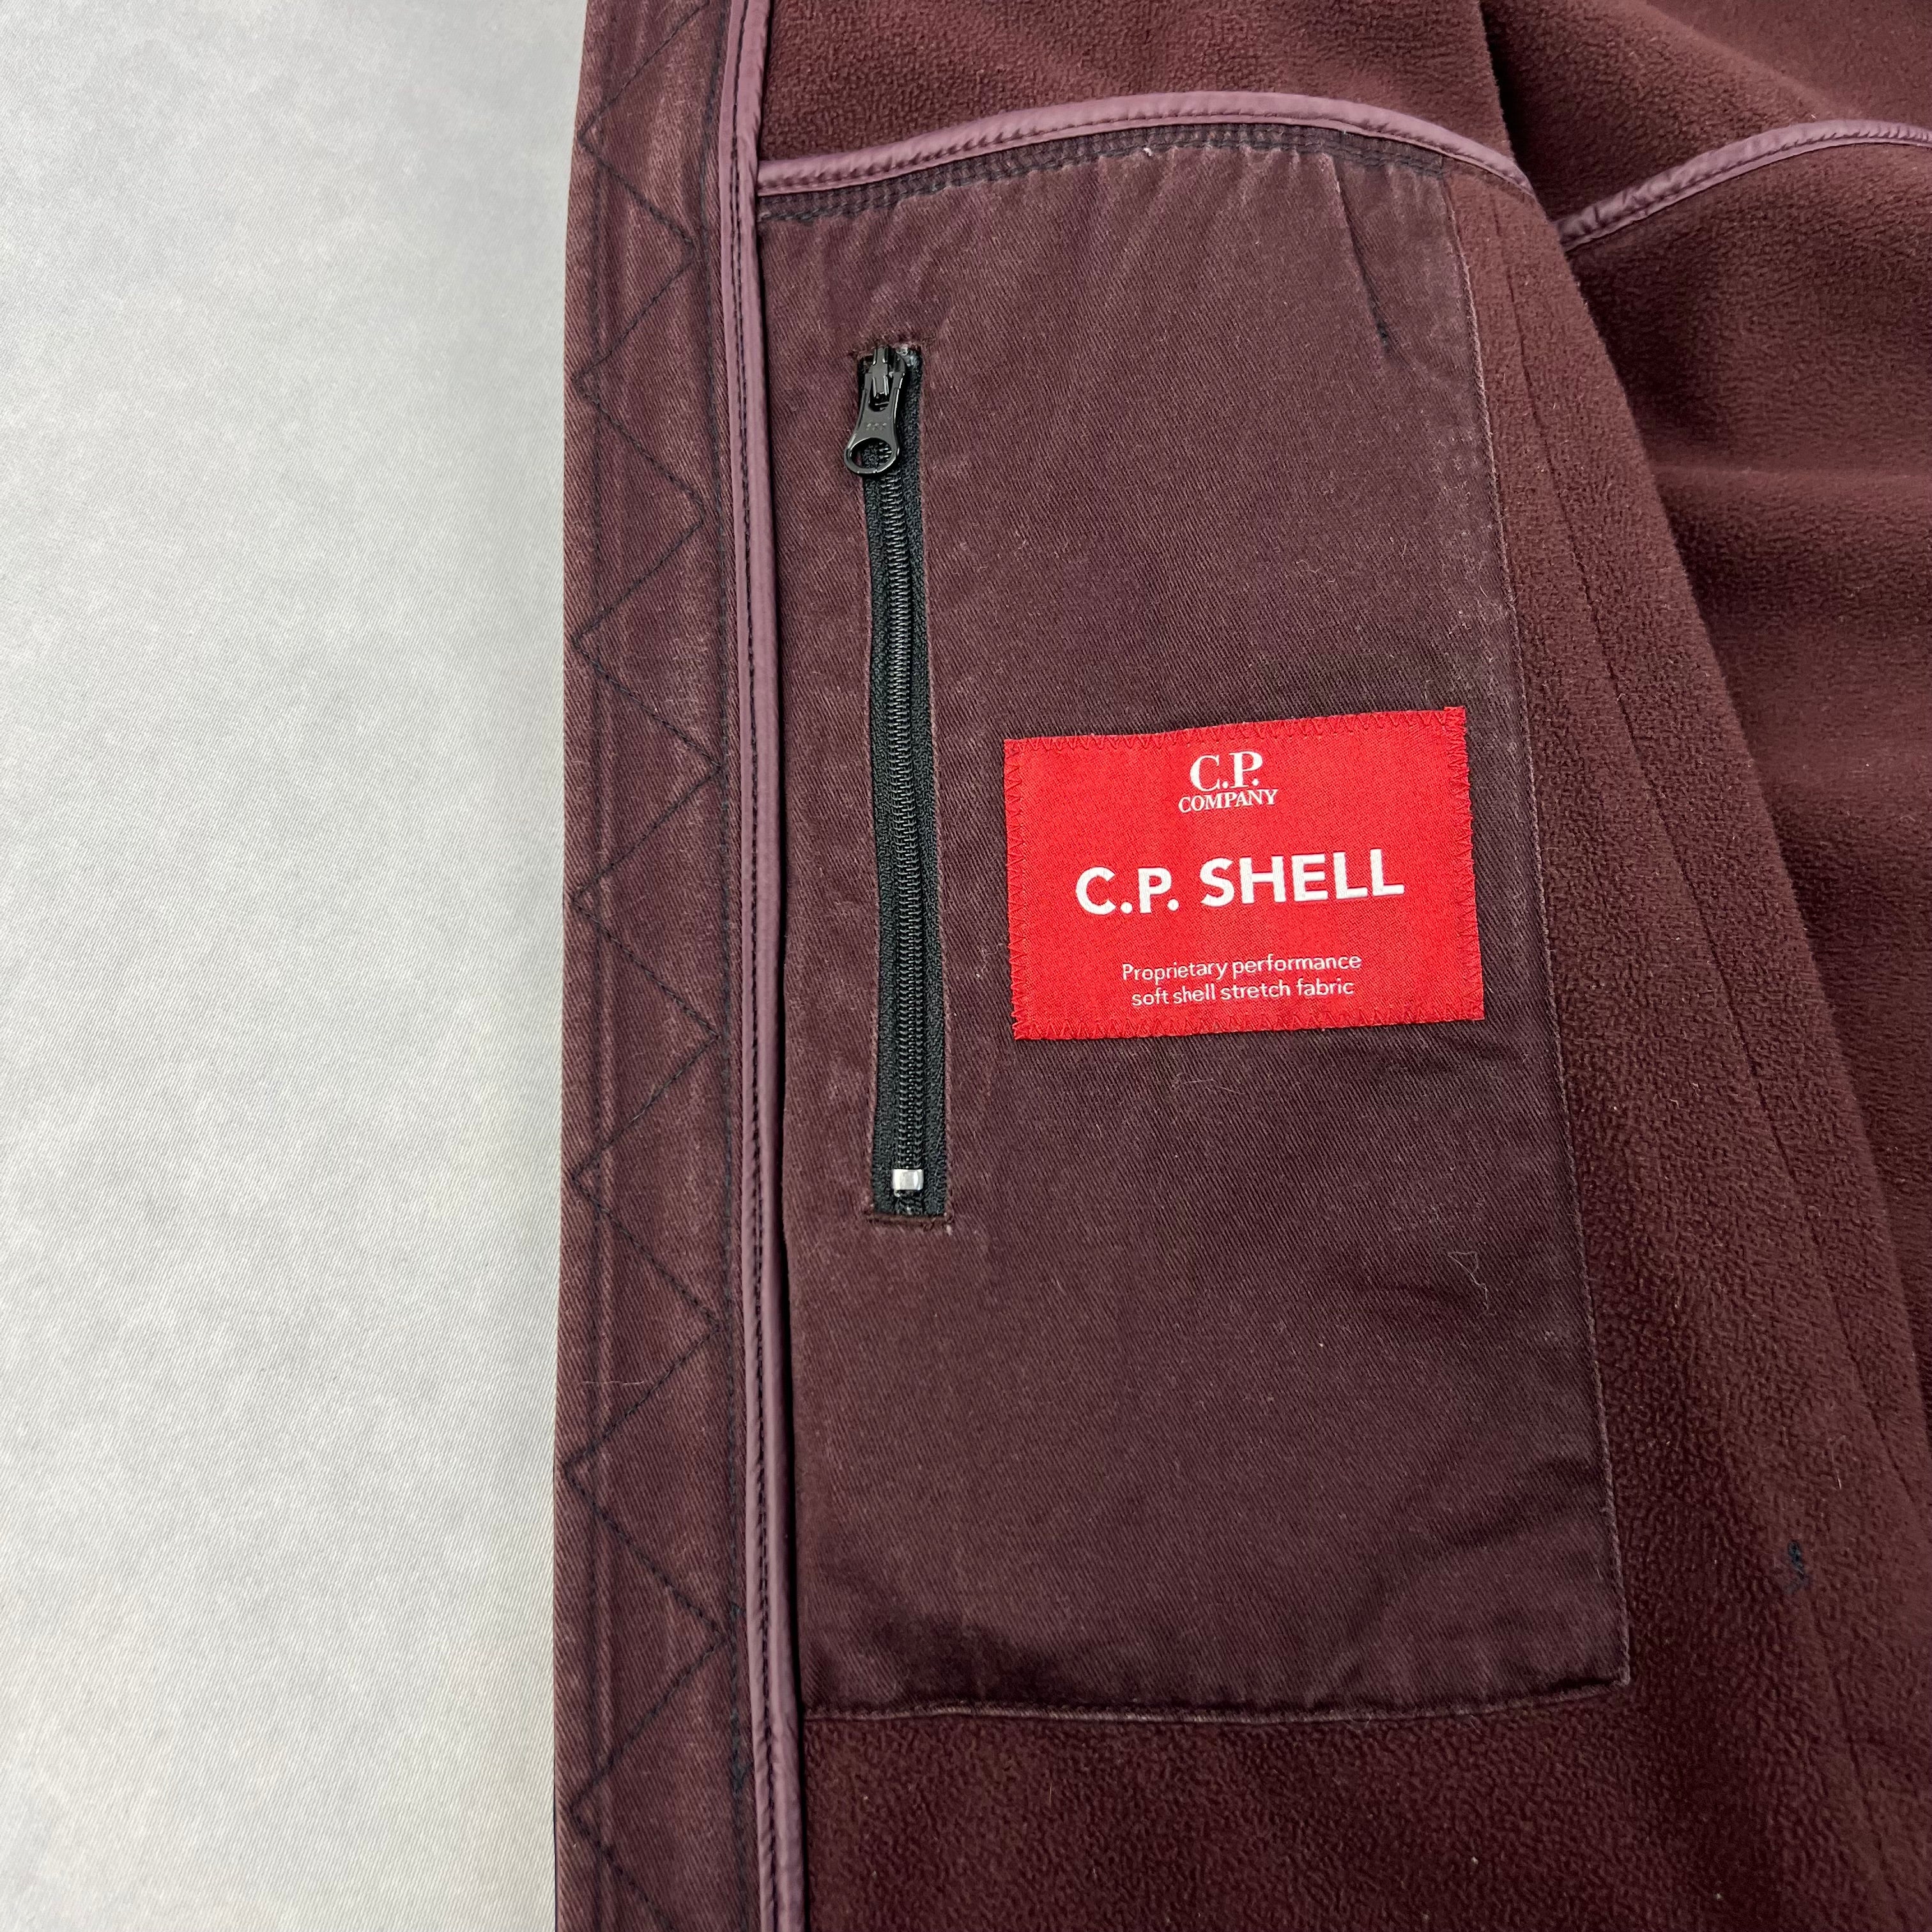 C.P.
COMPANY
C.P. SHELL
Proprietary performance
soft shell stretch fabric